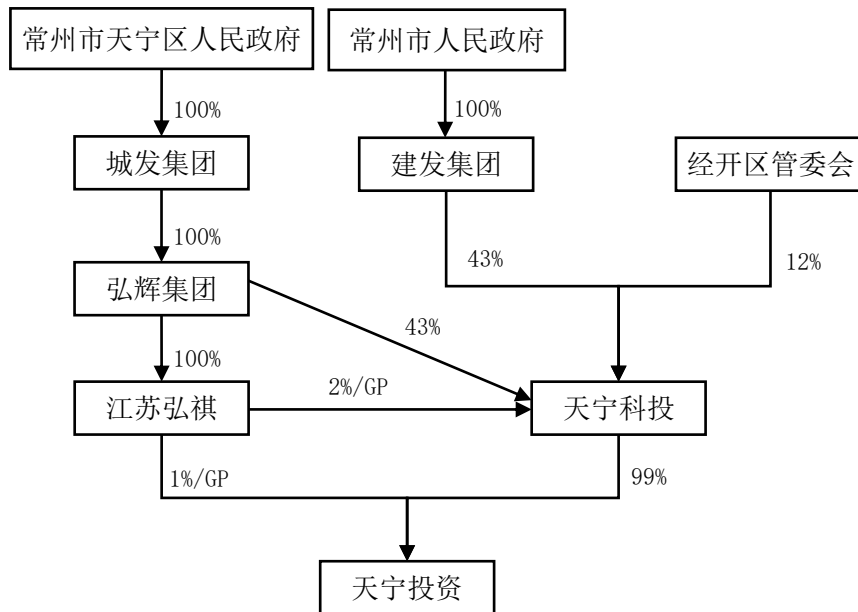 常州市天宁区人民政府
常州市人民政府
100%
100%
城发集团
建发集团
经开区管委会
100%
43%
12%
弘辉集团
43%
100%
2%/GP
江苏弘祺
天宁科投
1%/GP
99%
天宁投资